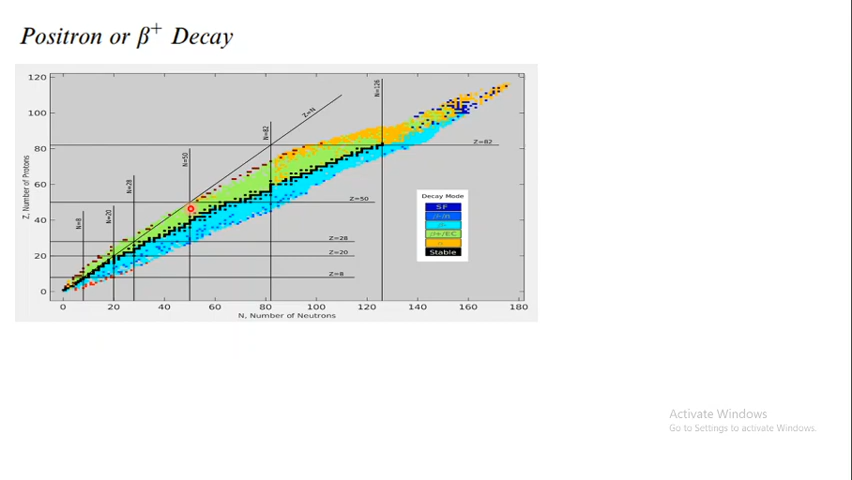 Positron or β⁺ Decay
120
100
80
60
40
20
0
Z, Number of Protons
N=8
N=20
N=28
N=50
N=82
Z=N
N=126
Z=82
Z=50
Z=28
Z=20
Z=8
0 20 40 60 80 100 120 140 160 180
N, Number of Neutrons
Decay Mode
SF
β+/EC
α
Stable
Activate Windows
Go to Settings to activate Windows.